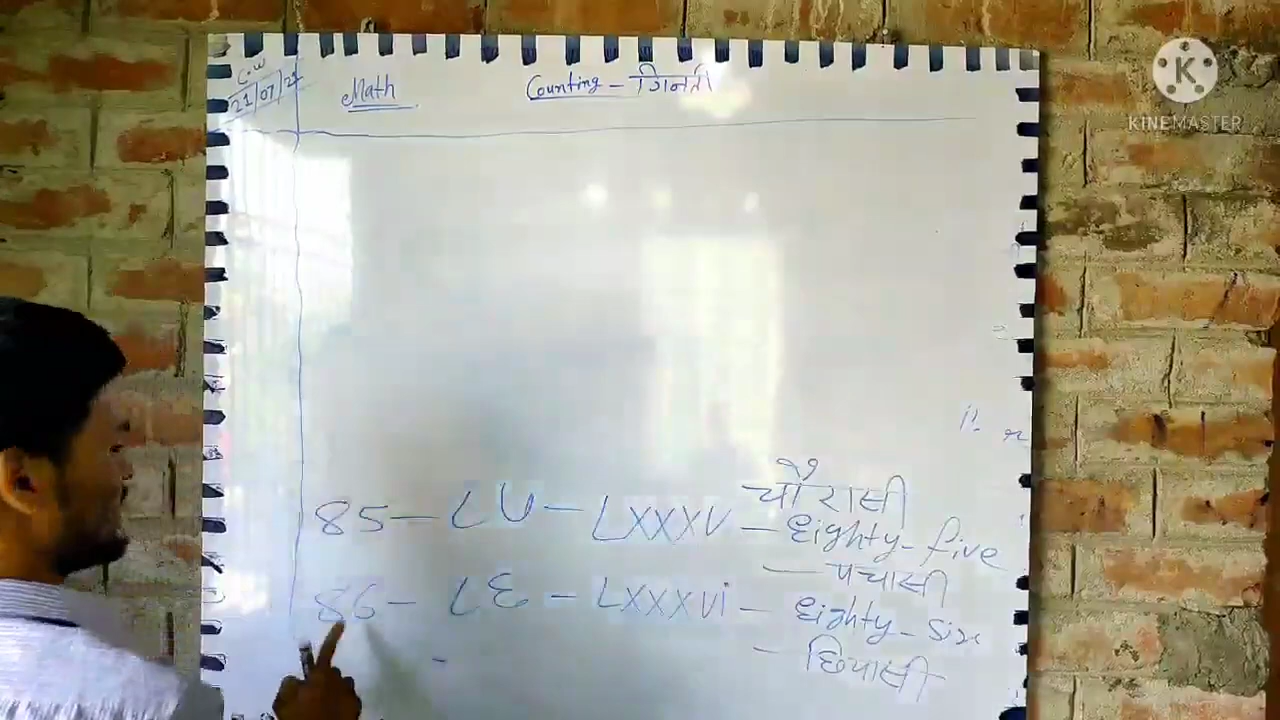 C.W
21/07/2
Math
Counting - गिनती
चौरासी
85 - ८५ - LXXXV - Eighty-five
- पचासी
86 - ८६ - LXXXVi - Eighty-Six
- छियासी
K
KINEMASTER